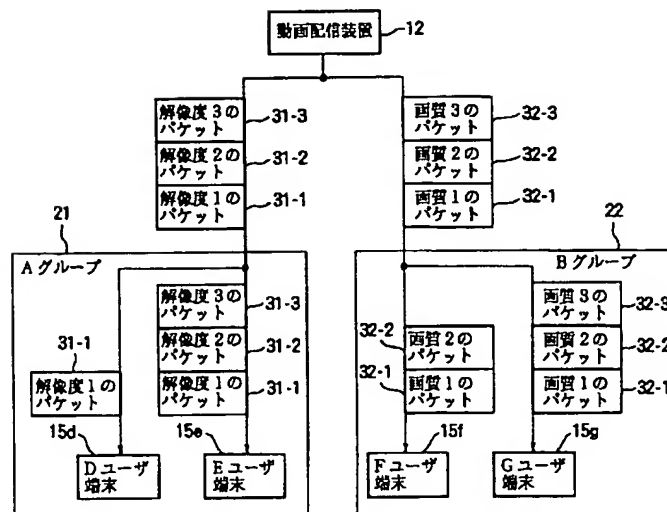 動画配信装置
12
解像度3の
パケット
31-3
解像度2の
パケット
31-2
解像度1の
パケット
31-1
画質3の
パケット
32-3
画質2の
パケット
32-2
画質1の
パケット
32-1
21
Aグループ
解像度3の
パケット
31-3
解像度2の
パケット
31-2
解像度1の
パケット
31-1
31-1
解像度1の
パケット
15d
Dユーザ
端末
15e
Eユーザ
端末
22
Bグループ
32-2
画質2の
パケット
32-1
画質1の
パケット
画質3の
パケット
32-3
画質2の
パケット
32-2
画質1の
パケット
32-1
15f
Fユーザ
端末
15g
Gユーザ
端末